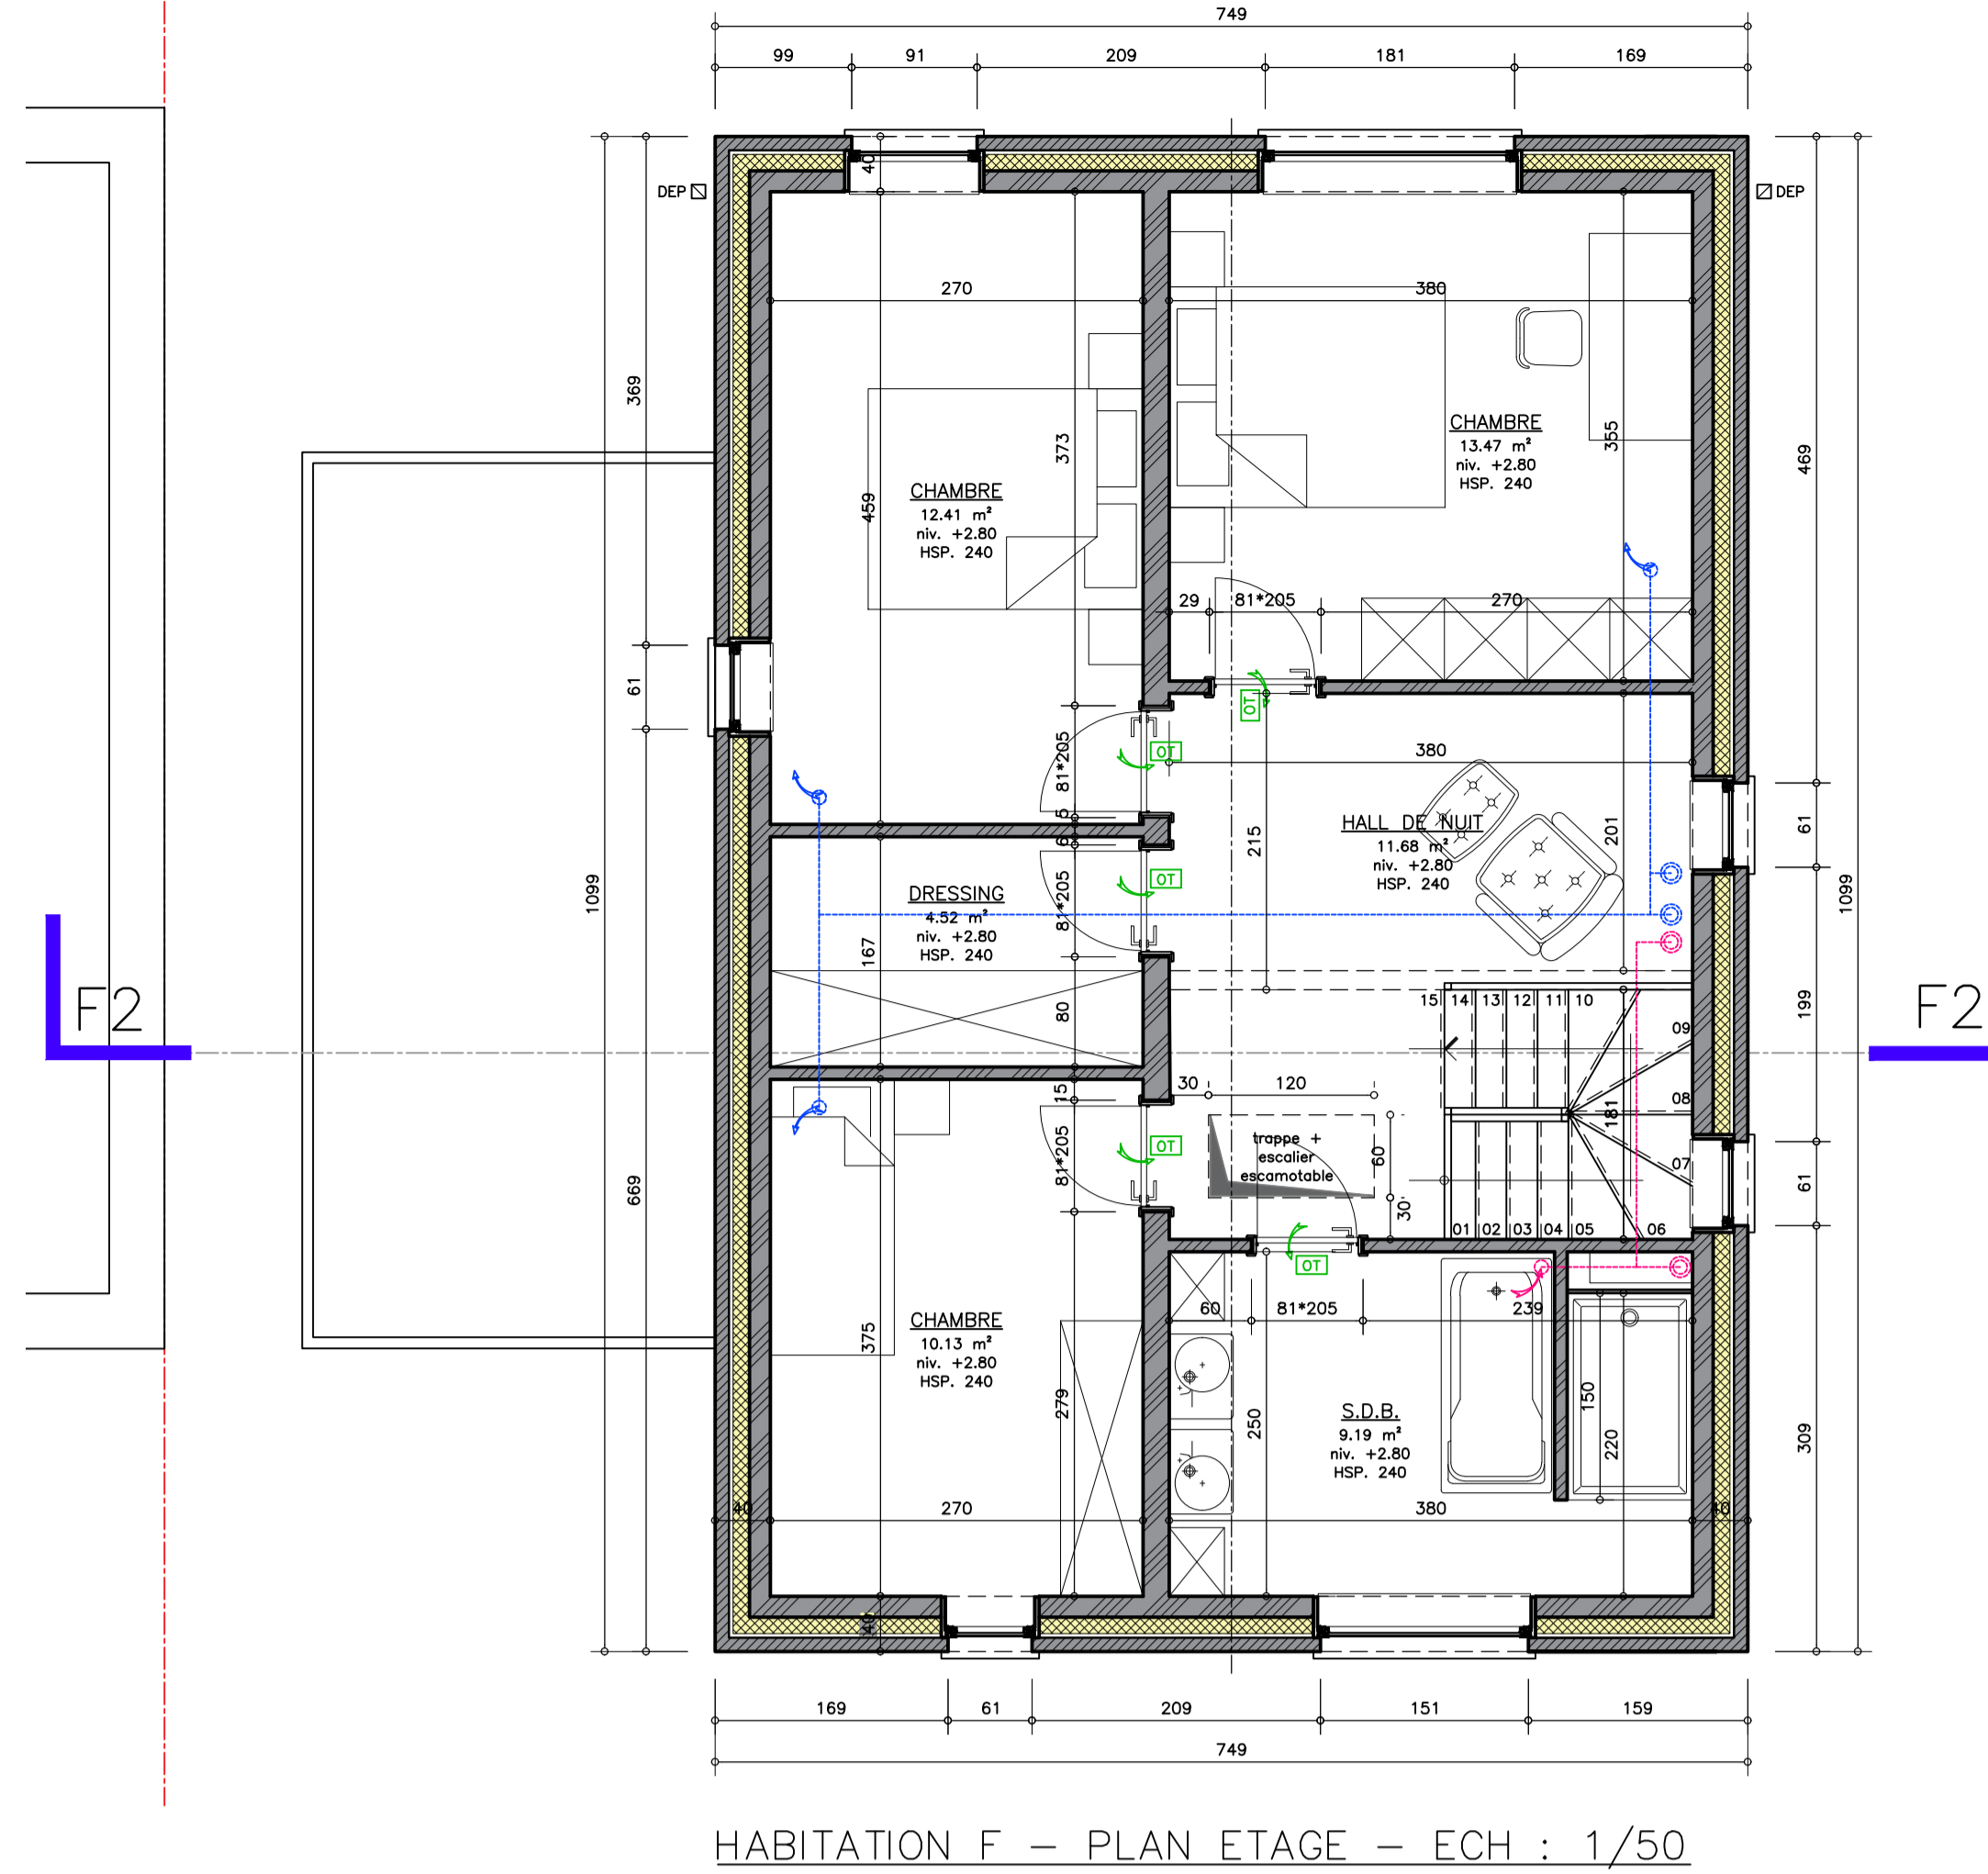 749
99 91 209 181 169
40
DEP
DEP
270
380
369
373
355
469
CHAMBRE
13.47 m²
niv. +2.80
HSP. 240
CHAMBRE
12.41 m²
niv. +2.80
HSP. 240
459
29 81*205 270
61
OT
OT
81*205
380
5
6
215
HALL DE NUIT
11.68 m²
niv. +2.80
HSP. 240
201
61
1099
1099
OT
81*205
DRESSING
4.52 m²
niv. +2.80
HSP. 240
167
80
F2
F2
199
15 14 13 12 11 10
09
08
07
181
15
30 120
OT
81*205
trappe +
escalier
escamotable
60
30
61
669
01 02 03 04 05 06
OT
60 81*205 239
375
CHAMBRE
10.13 m²
niv. +2.80
HSP. 240
279
250
S.D.B.
9.19 m²
niv. +2.80
HSP. 240
150
220
309
40 270 380 40
40
169 61 209 151 159
749
HABITATION F - PLAN ETAGE - ECH : 1/50